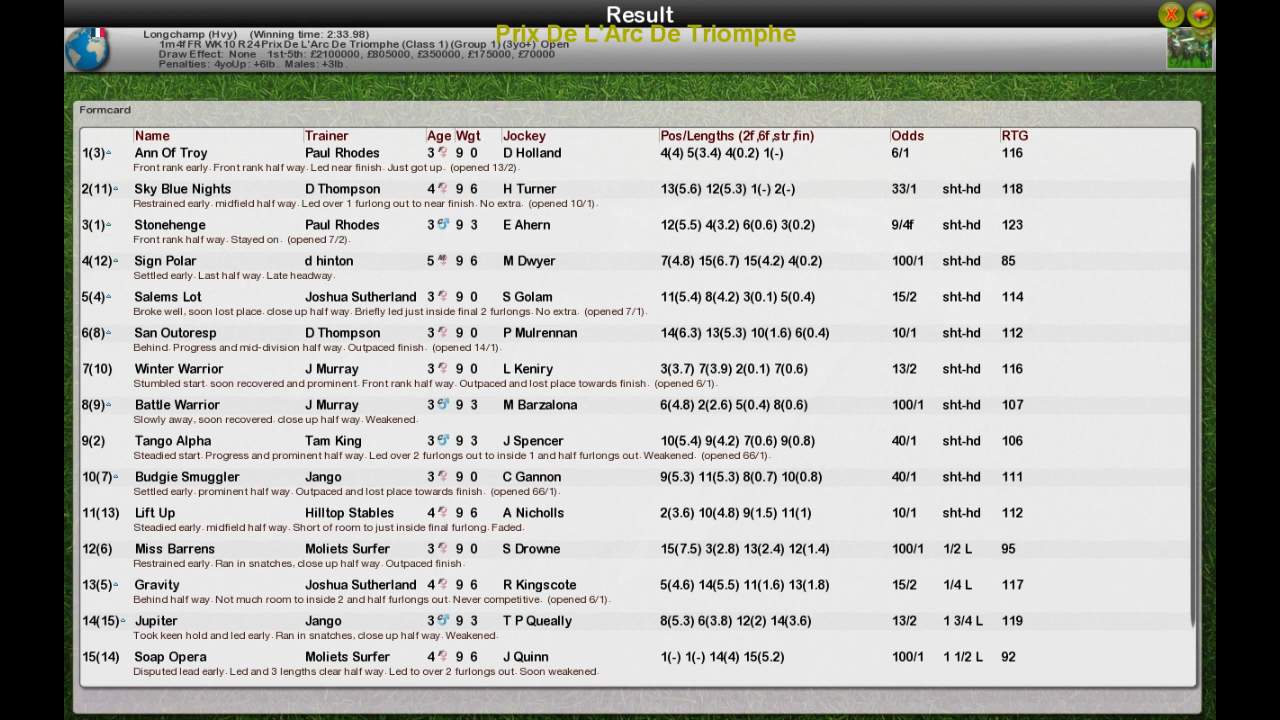 Result
Prix De L'Arc De Triomphe
Longchamp (Hvy) (Winning time: 2:33.98)
1m4f FR WK 10 R 24 Prix De L'Arc De Triomphe (Class 1) (Group 1) (3yo+) Open
Draw Effect: None 1st-5th: £2100000, £805000, £350000, £175000, £70000
Penalties: 4yoUp: +6lb. Males: +3lb.
Formcard
Name Trainer Age Wgt Jockey Pos/Lengths (2f,6f,str,fin) Odds RTG
1(3) Ann Of Troy Paul Rhodes 3 9 0 D Holland 4(4) 5(3.4) 4(0.2) 1(-) 6/1 116
Front rank early. Front rank half way. Led near finish. Just got up. (opened 13/2).
2(11) Sky Blue Nights D Thompson 4 9 6 H Turner 13(5.6) 12(5.3) 1(-) 2(-) 33/1 sht-hd 118
Restrained early. midfield half way. Led over 1 furlong out to near finish. No extra. (opened 10/1).
3(1) Stonehenge Paul Rhodes 3 9 3 E Ahern 12(5.5) 4(3.2) 6(0.6) 3(0.2) 9/4f sht-hd 123
Front rank half way. Stayed on. (opened 7/2).
4(12) Sign Polar d hinton 5 9 6 M Dwyer 7(4.8) 15(6.7) 15(4.2) 4(0.2) 100/1 sht-hd 85
Settled early. Last half way. Late headway.
5(4) Salems Lot Joshua Sutherland 3 9 0 S Golam 11(5.4) 8(4.2) 3(0.1) 5(0.4) 15/2 sht-hd 114
Broke well, soon lost place. close up half way. Briefly led just inside final 2 furlongs. No extra. (opened 7/1).
6(8) San Outoresp D Thompson 3 9 0 P Mulrennan 14(6.3) 13(5.3) 10(1.6) 6(0.4) 10/1 sht-hd 112
Behind. Progress and mid-division half way. Outpaced finish. (opened 14/1).
7(10) Winter Warrior J Murray 3 9 0 L Keniry 3(3.7) 7(3.9) 2(0.1) 7(0.6) 13/2 sht-hd 116
Stumbled start. soon recovered and prominent. Front rank half way. Outpaced and lost place towards finish. (opened 6/1).
8(9) Battle Warrior J Murray 3 9 3 M Barzalona 6(4.8) 2(2.6) 5(0.4) 8(0.6) 100/1 sht-hd 107
Slowly away, soon recovered. close up half way. Weakened.
9(2) Tango Alpha Tam King 3 9 3 J Spencer 10(5.4) 9(4.2) 7(0.6) 9(0.8) 40/1 sht-hd 106
Steadied start. Progress and prominent half way. Led over 2 furlongs out to inside 1 and half furlongs out. Weakened. (opened 66/1).
10(7) Budgie Smuggler Jango 3 9 0 C Gannon 9(5.3) 11(5.3) 8(0.7) 10(0.8) 40/1 sht-hd 111
Settled early. prominent half way. Outpaced and lost place towards finish. (opened 66/1).
11(13) Lift Up Hilltop Stables 4 9 6 A Nicholls 2(3.6) 10(4.8) 9(1.5) 11(1) 10/1 sht-hd 112
Steadied early. midfield half way. Short of room to just inside final furlong. Faded.
12(6) Miss Barrens Moliets Surfer 3 9 0 S Drowne 15(7.5) 3(2.8) 13(2.4) 12(1.4) 100/1 1/2 L 95
Restrained early. Ran in snatches, close up half way. Outpaced finish.
13(5) Gravity Joshua Sutherland 4 9 6 R Kingscote 5(4.6) 14(5.5) 11(1.6) 13(1.8) 15/2 1/4 L 117
Behind half way. Not much room to inside 2 and half furlongs out. Never competitive. (opened 6/1).
14(15) Jupiter Jango 3 9 3 T P Queally 8(5.3) 6(3.8) 12(2) 14(3.6) 13/2 1 3/4 L 119
Took keen hold and led early. Ran in snatches, close up half way. Weakened.
15(14) Soap Opera Moliets Surfer 4 9 6 J Quinn 1(-) 1(-) 14(4) 15(5.2) 100/1 1 1/2 L 92
Disputed lead early. Led and 3 lengths clear half way. Led to over 2 furlongs out. Soon weakened.